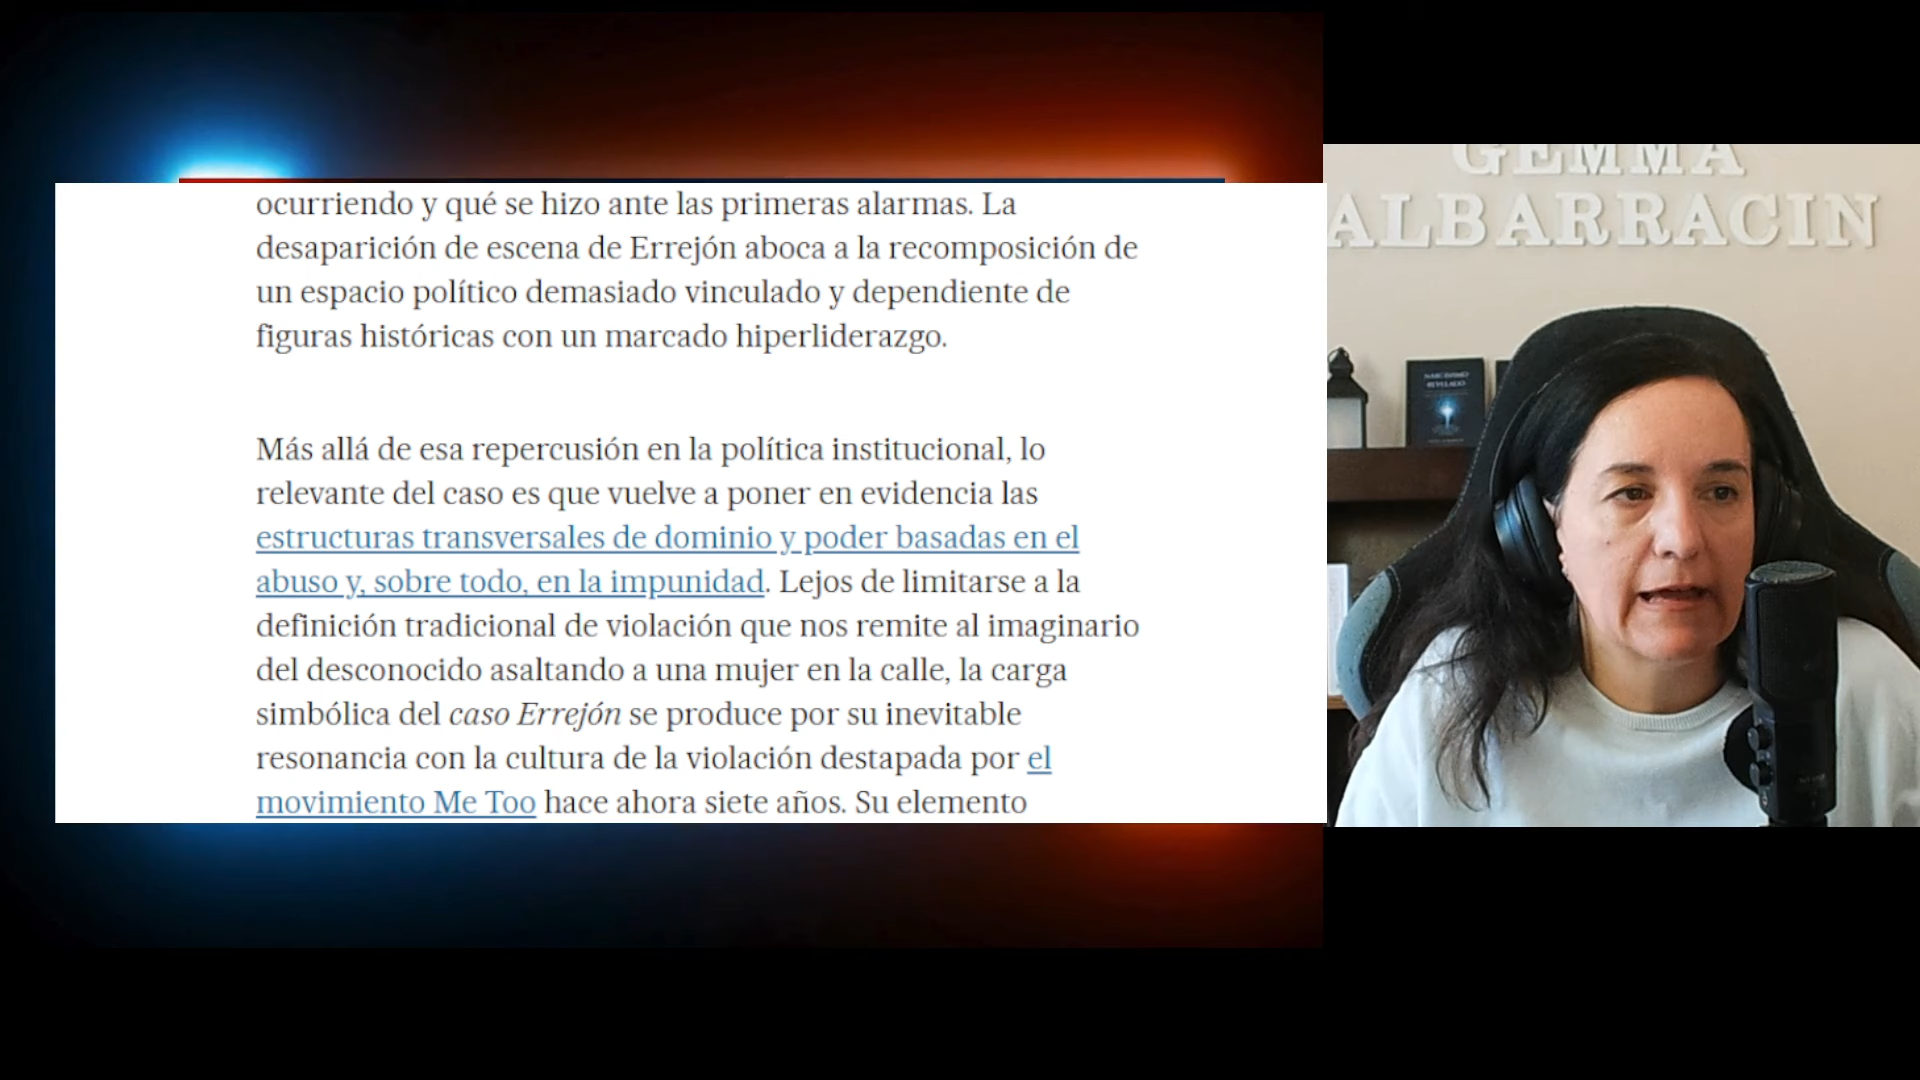 ocurriendo y qué se hizo ante las primeras alarmas. La
desaparición de escena de Errejón aboca a la recomposición de
un espacio político demasiado vinculado y dependiente de
figuras históricas con un marcado hiperliderazgo.
Más allá de esa repercusión en la política institucional, lo
relevante del caso es que vuelve a poner en evidencia las
estructuras transversales de dominio y poder basadas en el
abuso y, sobre todo, en la impunidad. Lejos de limitarse a la
definición tradicional de violación que nos remite al imaginario
del desconocido asaltando a una mujer en la calle, la carga
simbólica del caso Errejón se produce por su inevitable
resonancia con la cultura de la violación destapada por el
movimiento Me Too hace ahora siete años. Su elemento
GEMMA
ALBARRACIN
NARCISISMO
REVELADO